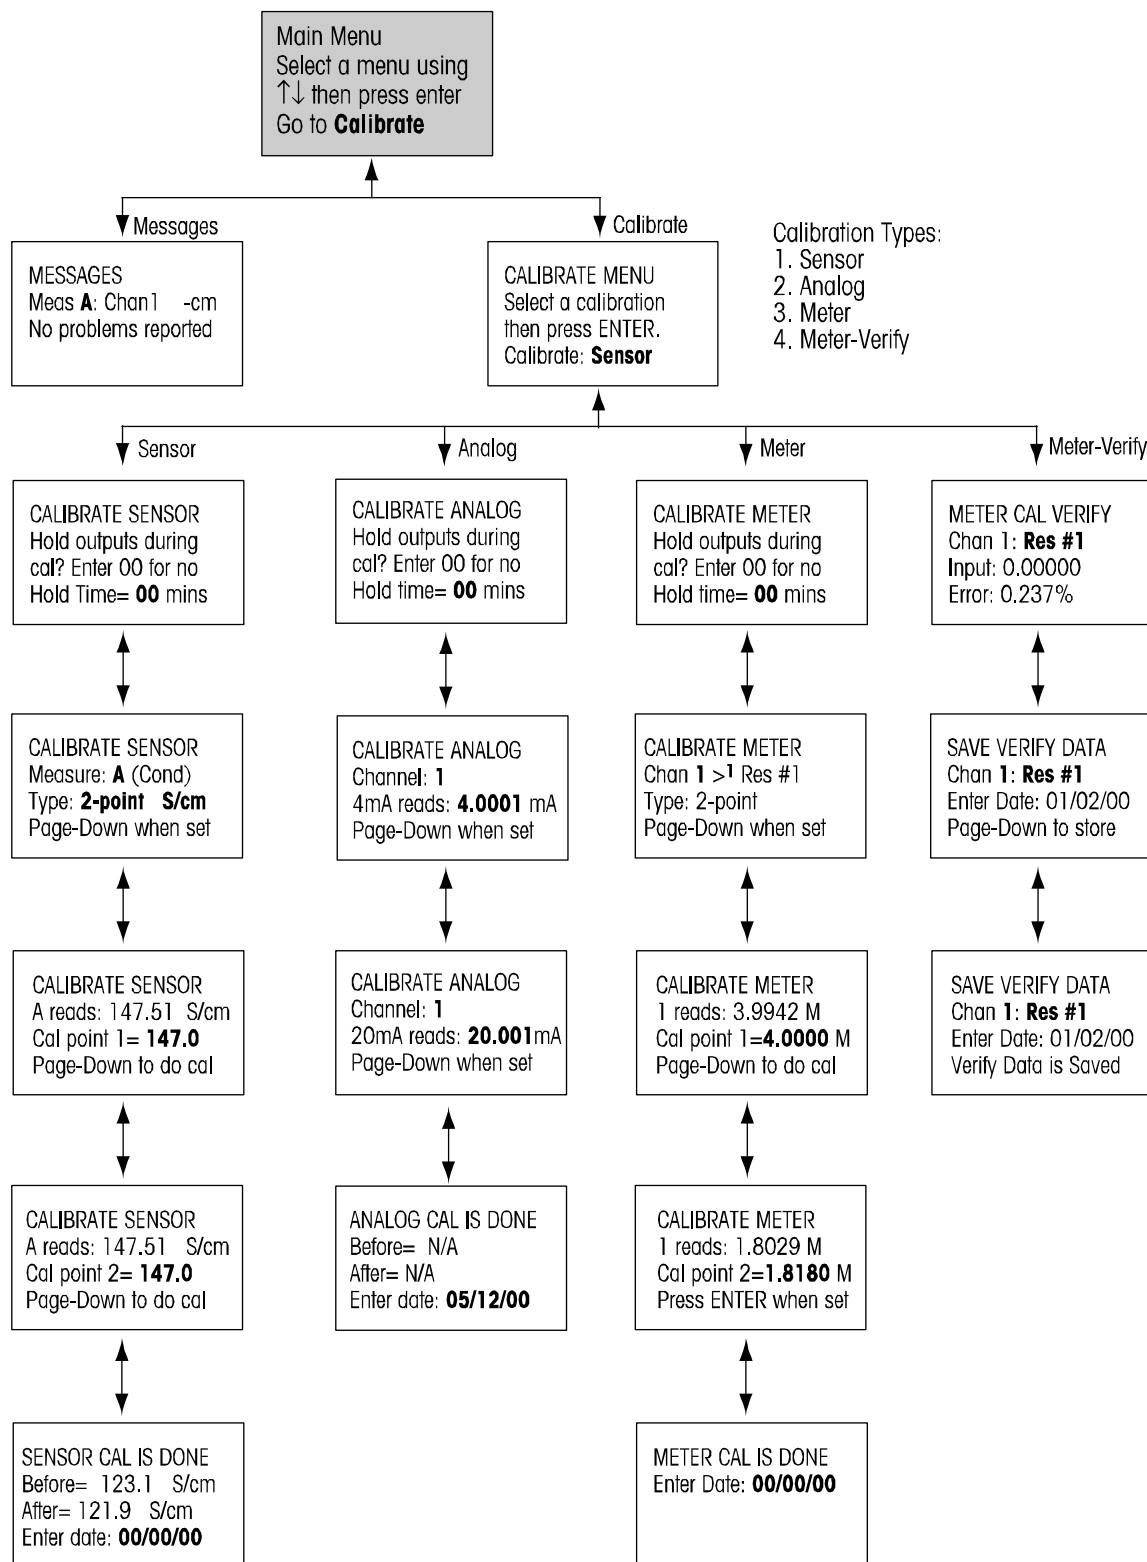 Main Menu
Select a menu using
↑↓ then press enter
Go to Calibrate
Messages
Calibrate
MESSAGES
Meas A: Chan1 -cm
No problems reported
CALIBRATE MENU
Select a calibration
then press ENTER.
Calibrate: Sensor
Calibration Types:
1. Sensor
2. Analog
3. Meter
4. Meter-Verify
Sensor
Analog
Meter
Meter-Verify
CALIBRATE SENSOR
Hold outputs during
cal? Enter 00 for no
Hold Time= 00 mins
CALIBRATE ANALOG
Hold outputs during
cal? Enter 00 for no
Hold time= 00 mins
CALIBRATE METER
Hold outputs during
cal? Enter 00 for no
Hold time= 00 mins
METER CAL VERIFY
Chan 1: Res #1
Input: 0.00000
Error: 0.237%
CALIBRATE SENSOR
Measure: A (Cond)
Type: 2-point S/cm
Page-Down when set
CALIBRATE ANALOG
Channel: 1
4mA reads: 4.0001 mA
Page-Down when set
CALIBRATE METER
Chan 1 >1 Res #1
Type: 2-point
Page-Down when set
SAVE VERIFY DATA
Chan 1: Res #1
Enter Date: 01/02/00
Page-Down to store
CALIBRATE SENSOR
A reads: 147.51 S/cm
Cal point 1= 147.0
Page-Down to do cal
CALIBRATE ANALOG
Channel: 1
20mA reads: 20.001mA
Page-Down when set
CALIBRATE METER
1 reads: 3.9942 M
Cal point 1=4.0000 M
Page-Down to do cal
SAVE VERIFY DATA
Chan 1: Res #1
Enter Date: 01/02/00
Verify Data is Saved
CALIBRATE SENSOR
A reads: 147.51 S/cm
Cal point 2= 147.0
Page-Down to do cal
ANALOG CAL IS DONE
Before= N/A
After= N/A
Enter date: 05/12/00
CALIBRATE METER
1 reads: 1.8029 M
Cal point 2=1.8180 M
Press ENTER when set
SENSOR CAL IS DONE
Before= 123.1 S/cm
After= 121.9 S/cm
Enter date: 00/00/00
METER CAL IS DONE
Enter Date: 00/00/00